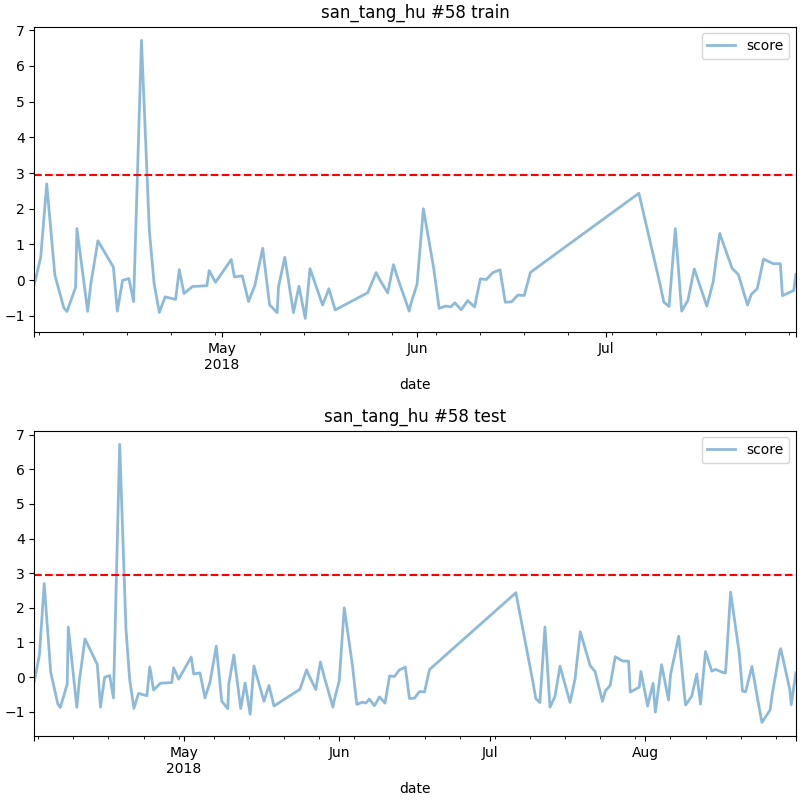 san_tang_hu #58 train
score
7
6
5
4
3
2
1
0
−1
May
2018
Jun
Jul
date
san_tang_hu #58 test
score
7
6
5
4
3
2
1
0
−1
May
2018
Jun
Jul
Aug
date